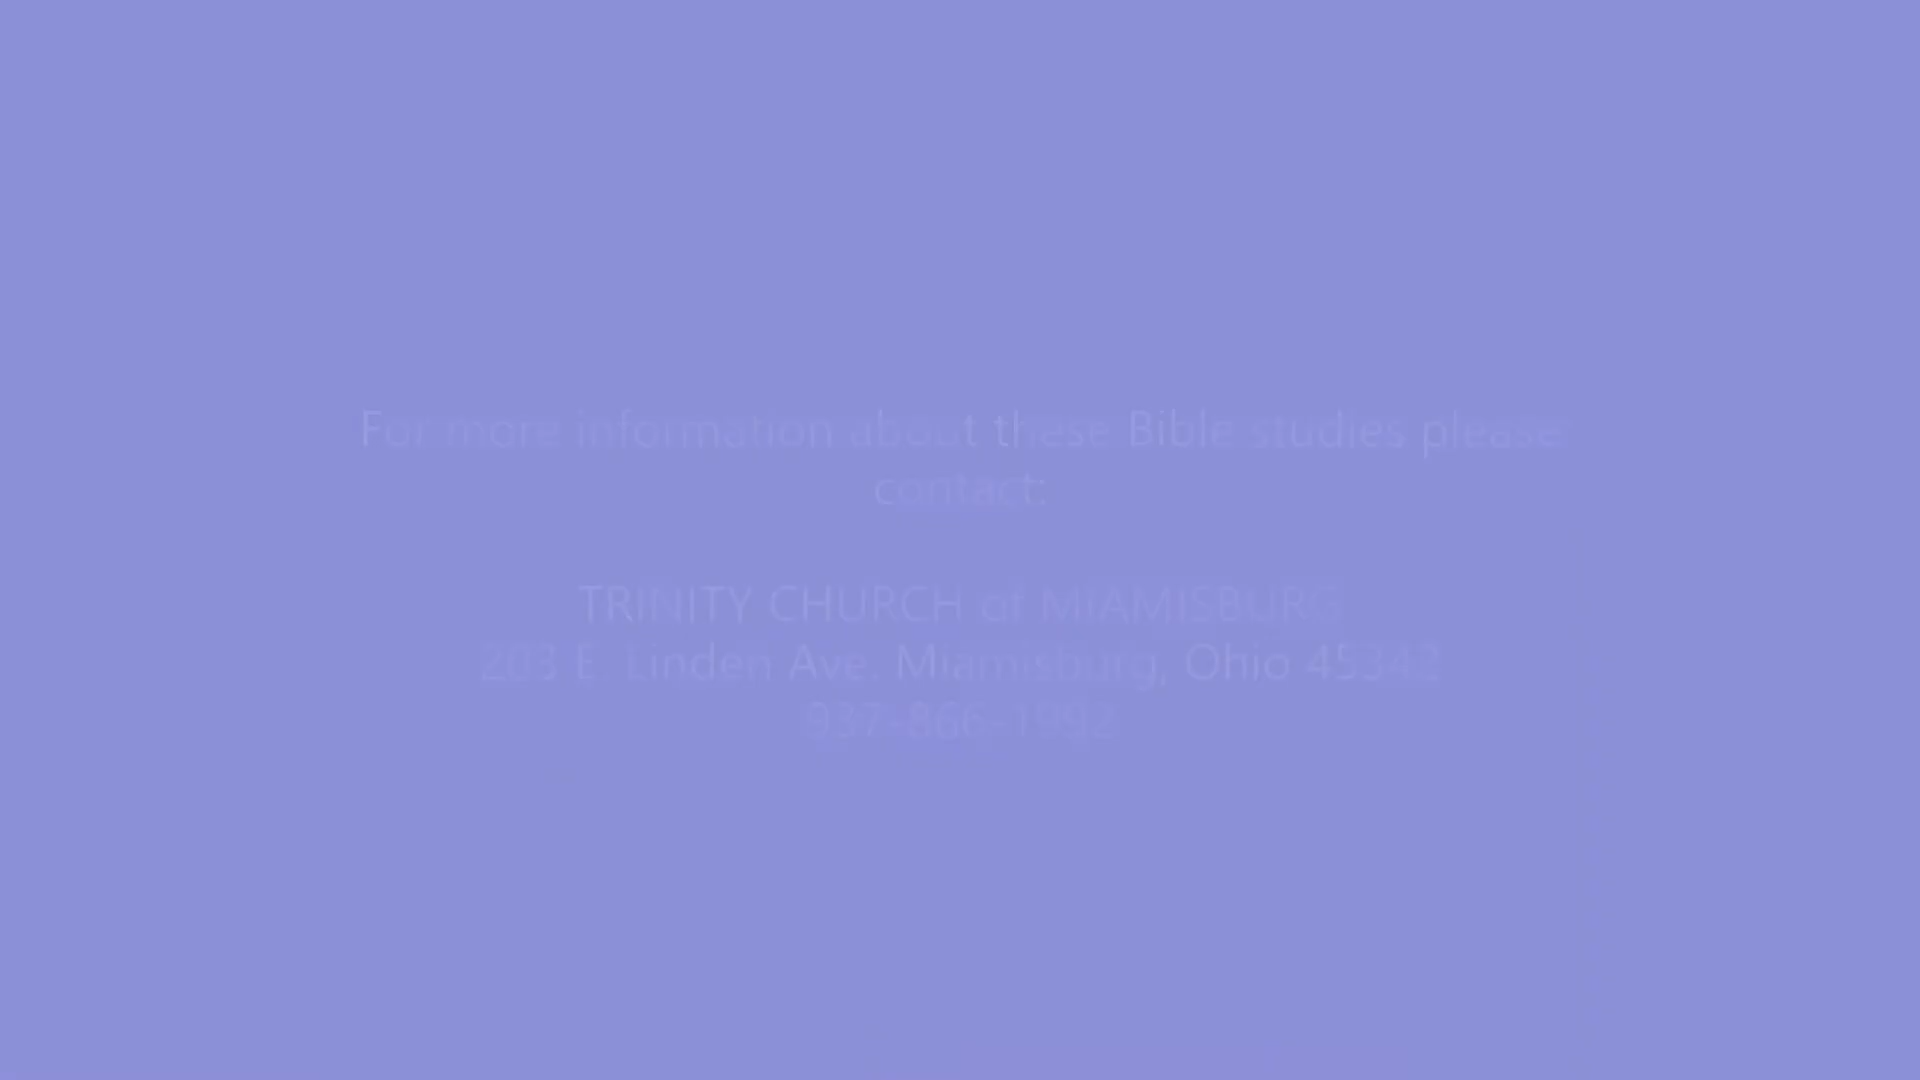 For more information about these Bible studies please
contact:
TRINITY CHURCH of MIAMISBURG
203 E. Linden Ave. Miamisburg, Ohio 45342
937-866-1992